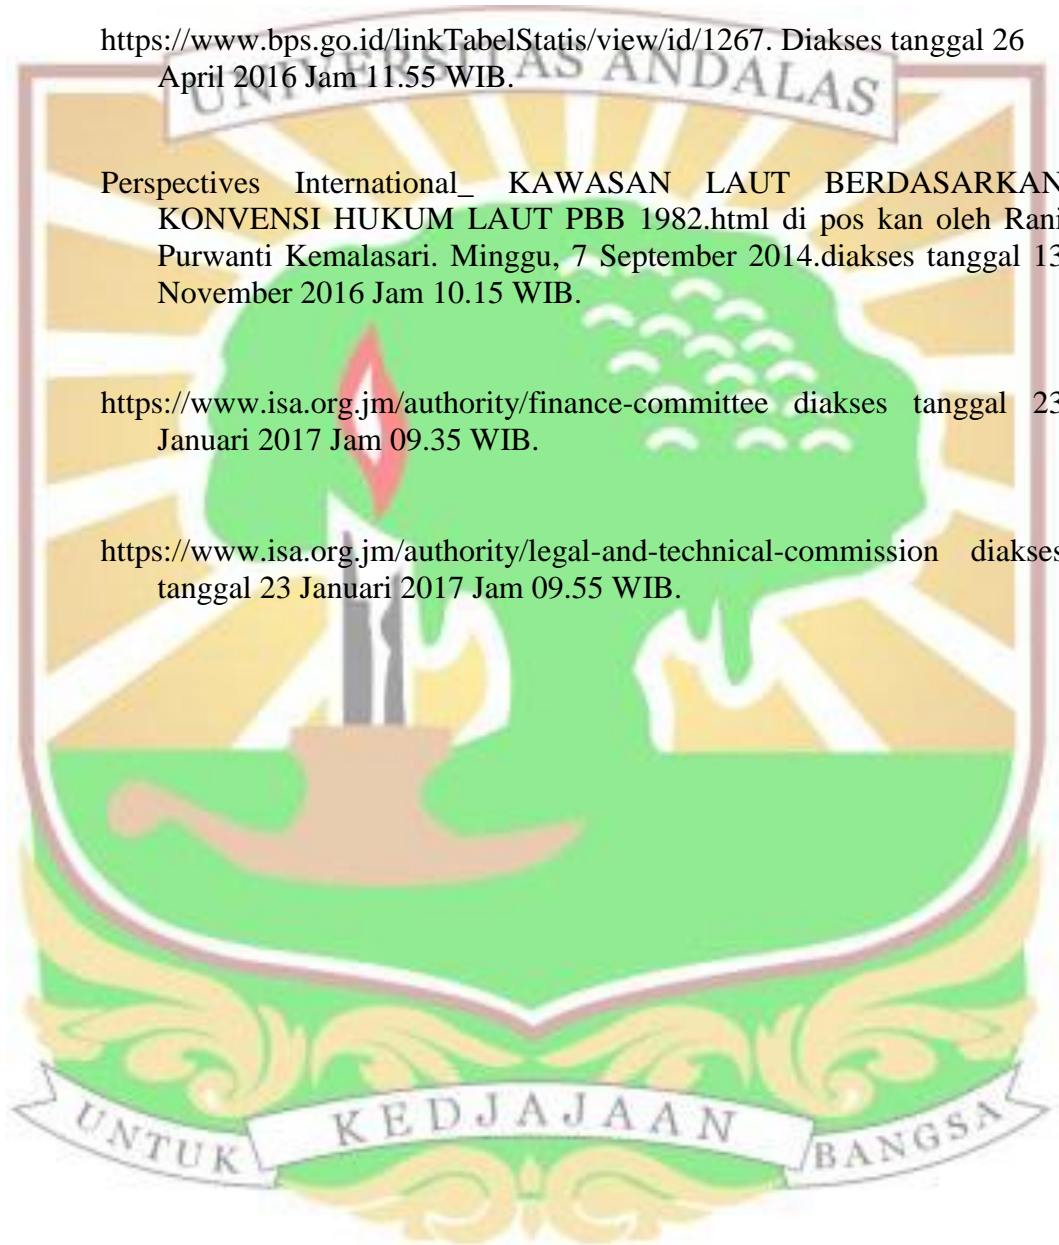 https://www.bps.go.id/linkTabelStatis/view/id/1267. Diakses tanggal 26
April 2016 Jam 11.55 WIB.
UNIVERSITAS ANDALAS
Perspectives International_ KAWASAN LAUT BERDASARKAN
KONVENSI HUKUM LAUT PBB 1982.html di pos kan oleh Rani
Purwanti Kemalasari. Minggu, 7 September 2014.diakses tanggal 13
November 2016 Jam 10.15 WIB.
https://www.isa.org.jm/authority/finance-committee diakses tanggal 23
Januari 2017 Jam 09.35 WIB.
https://www.isa.org.jm/authority/legal-and-technical-commission diakses
tanggal 23 Januari 2017 Jam 09.55 WIB.
UNTUK KEDJAJAAN BANGSA